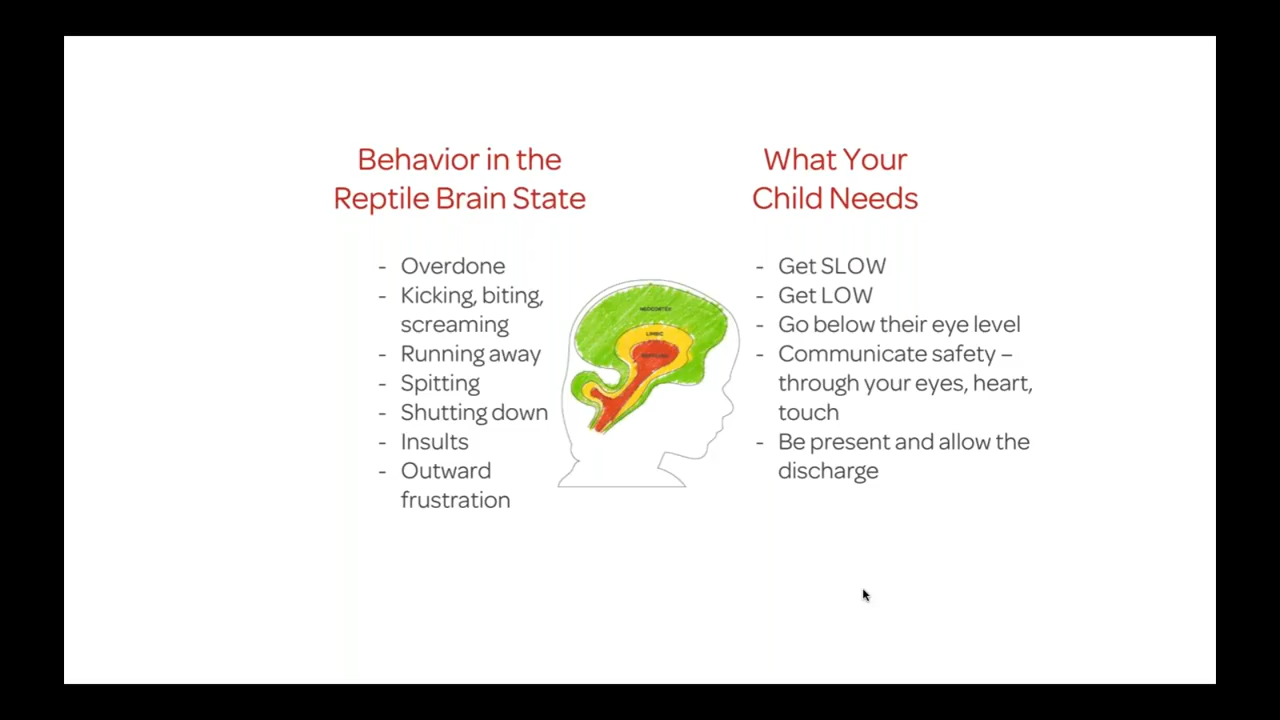 Behavior in the
Reptile Brain State
- Overdone
- Kicking, biting,
screaming
- Running away
- Spitting
- Shutting down
- Insults
- Outward
frustration
NEOCORTEX
LIMBIC
What Your
Child Needs
- Get SLOW
- Get LOW
- Go below their eye level
- Communicate safety –
through your eyes, heart,
touch
- Be present and allow the
discharge